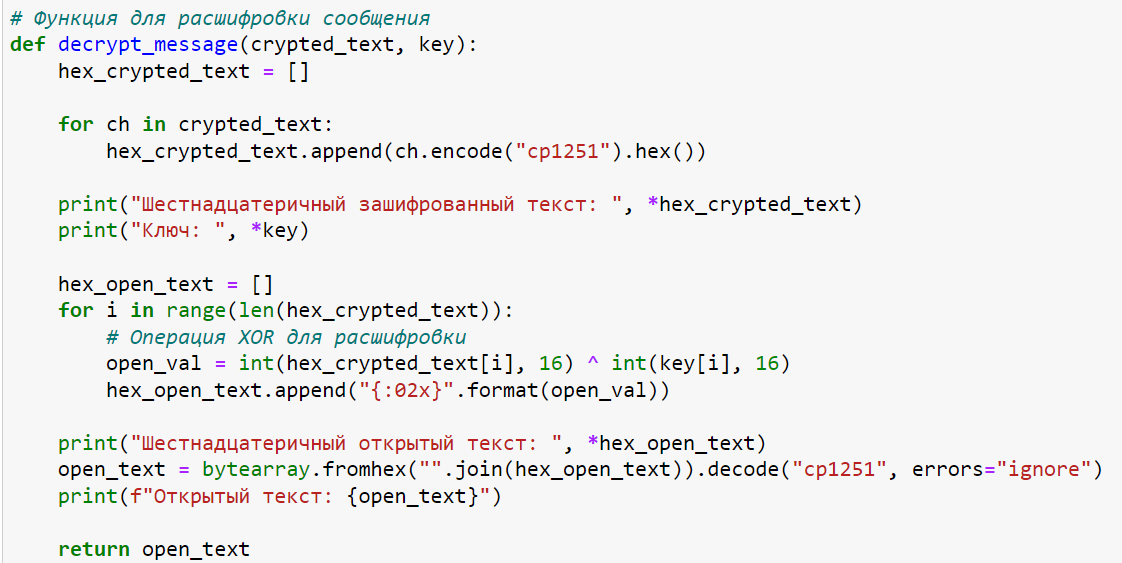 # Функция для расшифровки сообщения
def decrypt_message(crypted_text, key):
    hex_crypted_text = []

    for ch in crypted_text:
        hex_crypted_text.append(ch.encode("cp1251").hex())

    print("Шестнадцатеричный зашифрованный текст: ", *hex_crypted_text)
    print("Ключ: ", *key)

    hex_open_text = []
    for i in range(len(hex_crypted_text)):
        # Операция XOR для расшифровки
        open_val = int(hex_crypted_text[i], 16) ^ int(key[i], 16)
        hex_open_text.append("{:02x}".format(open_val))

    print("Шестнадцатеричный открытый текст: ", *hex_open_text)
    open_text = bytearray.fromhex("".join(hex_open_text)).decode("cp1251", errors="ignore")
    print(f"Открытый текст: {open_text}")

    return open_text